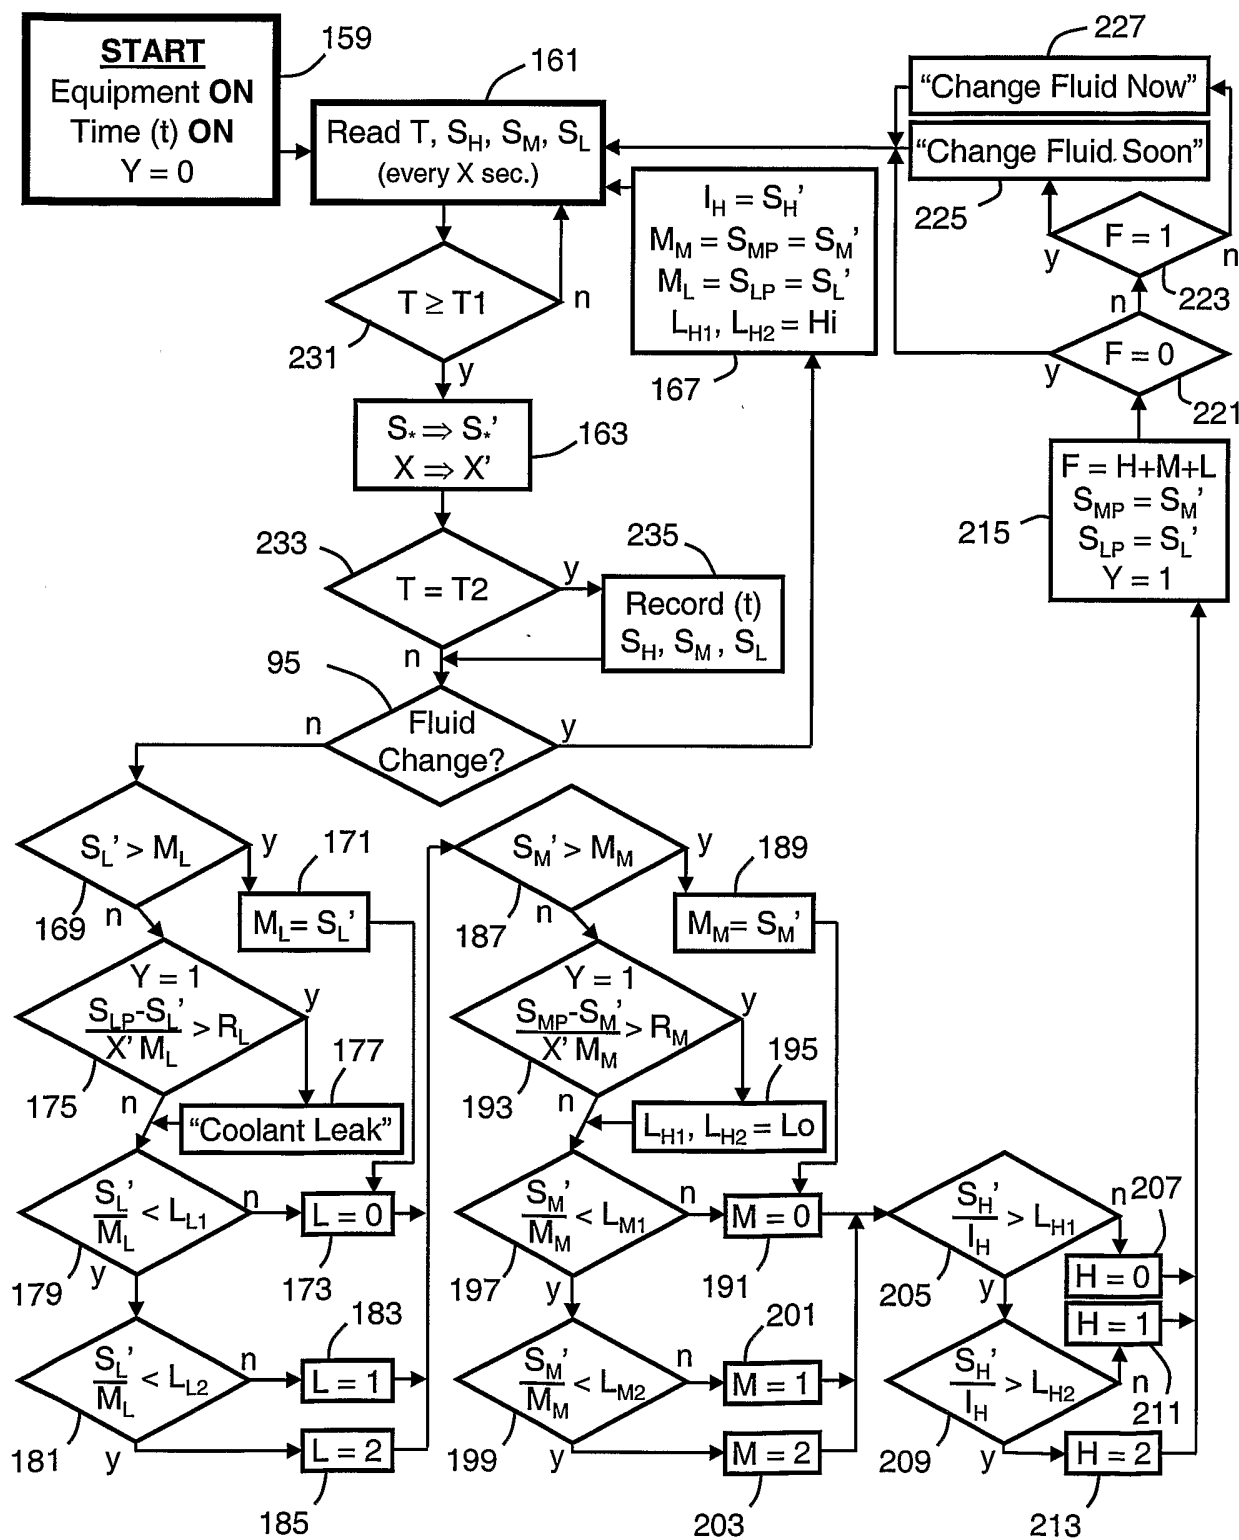 START
Equipment ON
Time (t) ON
Y = 0
159
161
Read T, S_H, S_M, S_L
(every X sec.)
227
"Change Fluid Now"
"Change Fluid Soon"
225
F = 1
y
n
223
n
F = 0
y
221
F = H+M+L
S_MP = S_M'
S_LP = S_L'
Y = 1
215
I_H = S_H'
M_M = S_MP = S_M'
M_L = S_LP = S_L'
L_H1, L_H2 = Hi
167
T ≥ T1
n
231
y
S_* ⇒ S_*'
X ⇒ X'
163
233
T = T2
y
n
235
Record (t)
S_H, S_M, S_L
95
n
Fluid
Change?
y
S_L' > M_L
y
169
n
171
M_L= S_L'
Y = 1
S_LP-S_L'
X' M_L
> R_L
y
175
n
177
"Coolant Leak"
S_L'
M_L
< L_L1
n
179
y
L = 0
173
S_L'
M_L
< L_L2
n
181
y
183
L = 1
L = 2
185
S_M' > M_M
y
187
n
189
M_M= S_M'
Y = 1
S_MP-S_M'
X' M_M
> R_M
y
193
n
195
L_H1, L_H2 = Lo
S_M'
M_M
< L_M1
n
197
y
M = 0
191
S_M'
M_M
< L_M2
n
199
y
201
M = 1
M = 2
203
S_H'
I_H
> L_H1
n
205
y
207
H = 0
H = 1
211
S_H'
I_H
> L_H2
n
209
y
H = 2
213